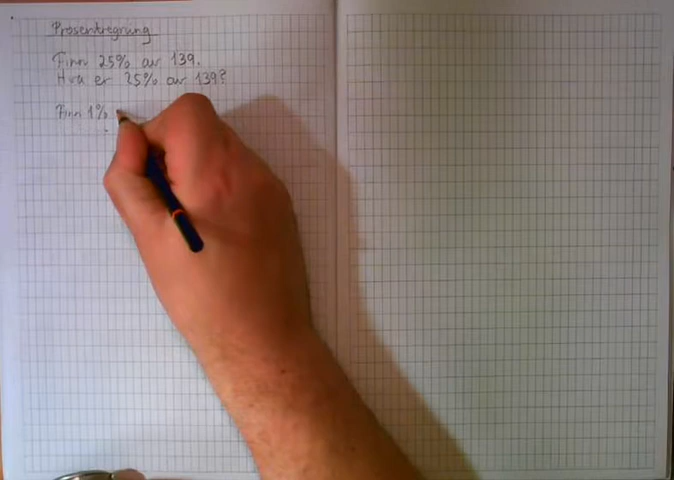 Prosentregning
Finn 25% av 139.
Hva er 25% av 139?
Finn 1%